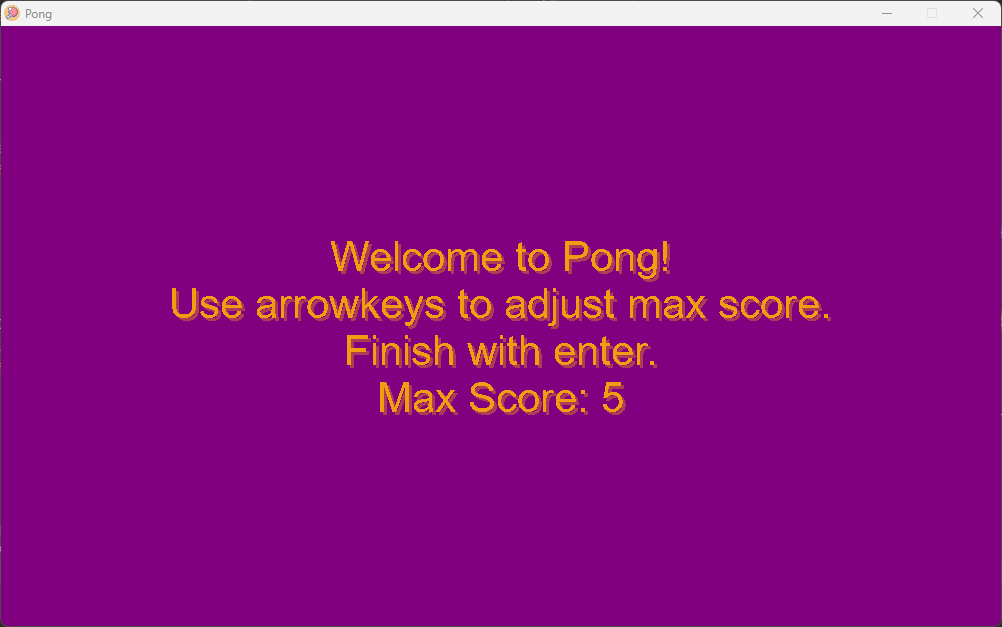 Pong
Welcome to Pong!
Use arrowkeys to adjust max score.
Finish with enter.
Max Score: 5